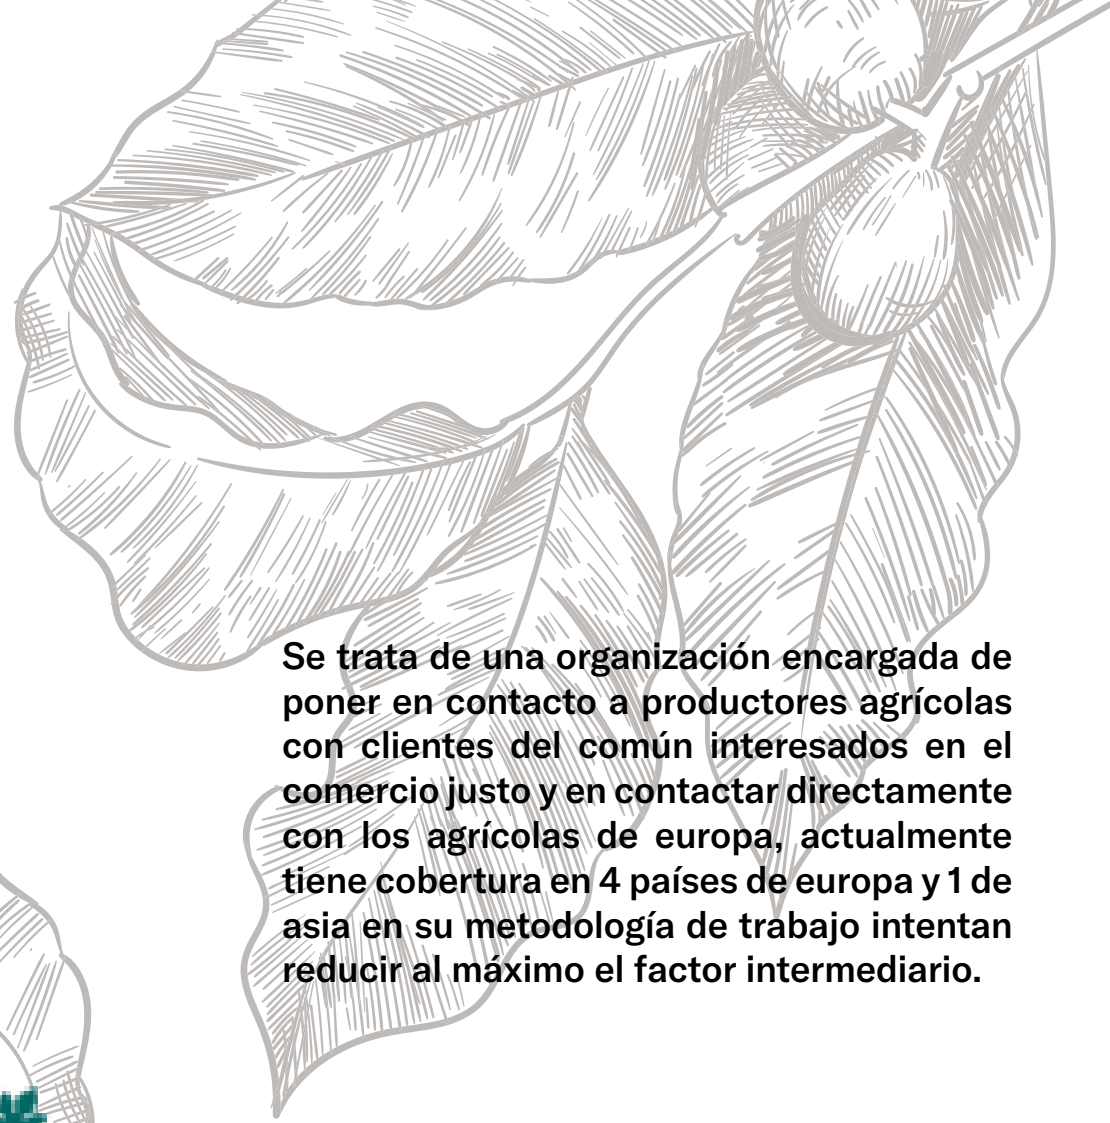 Se trata de una organización encargada de
poner en contacto a productores agrícolas
con clientes del común interesados en el
comercio justo y en contactar directamente
con los agrícolas de europa, actualmente
tiene cobertura en 4 países de europa y 1 de
asia en su metodología de trabajo intentan
reducir al máximo el factor intermediario.